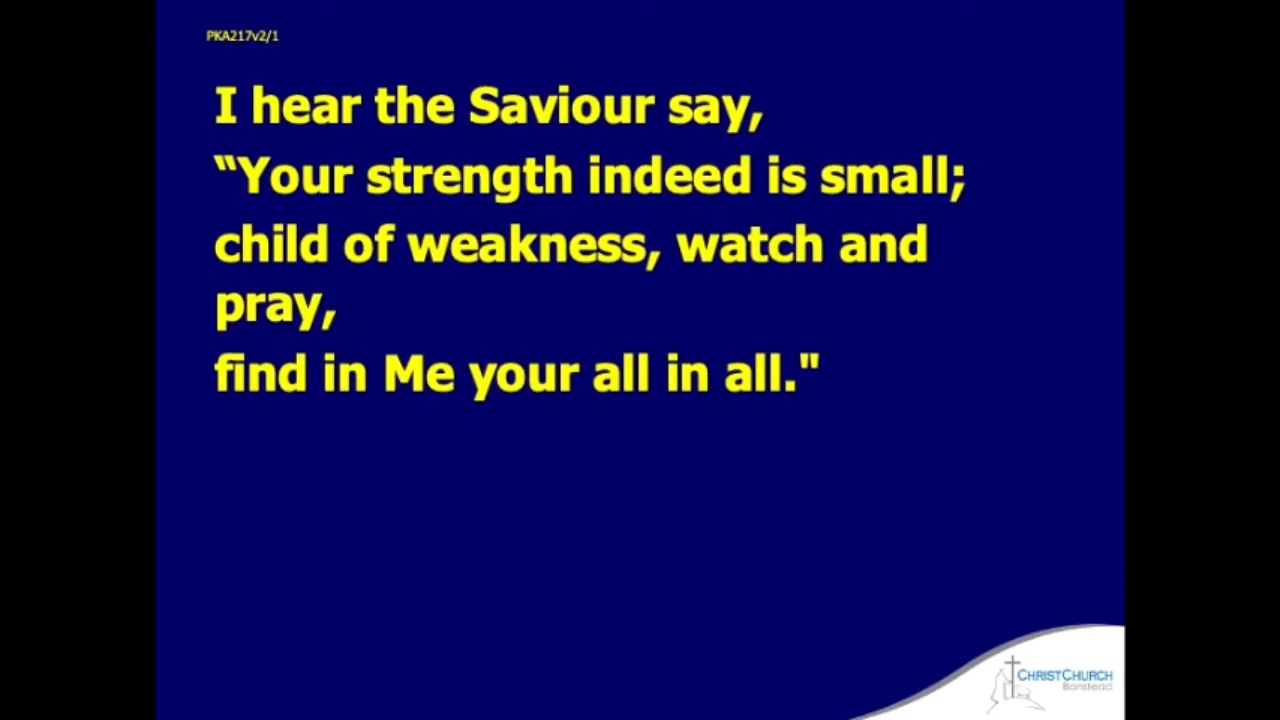 PKA217v2/1
I hear the Saviour say,
“Your strength indeed is small;
child of weakness, watch and
pray,
find in Me your all in all."
CHRISTCHURCH
Banstead